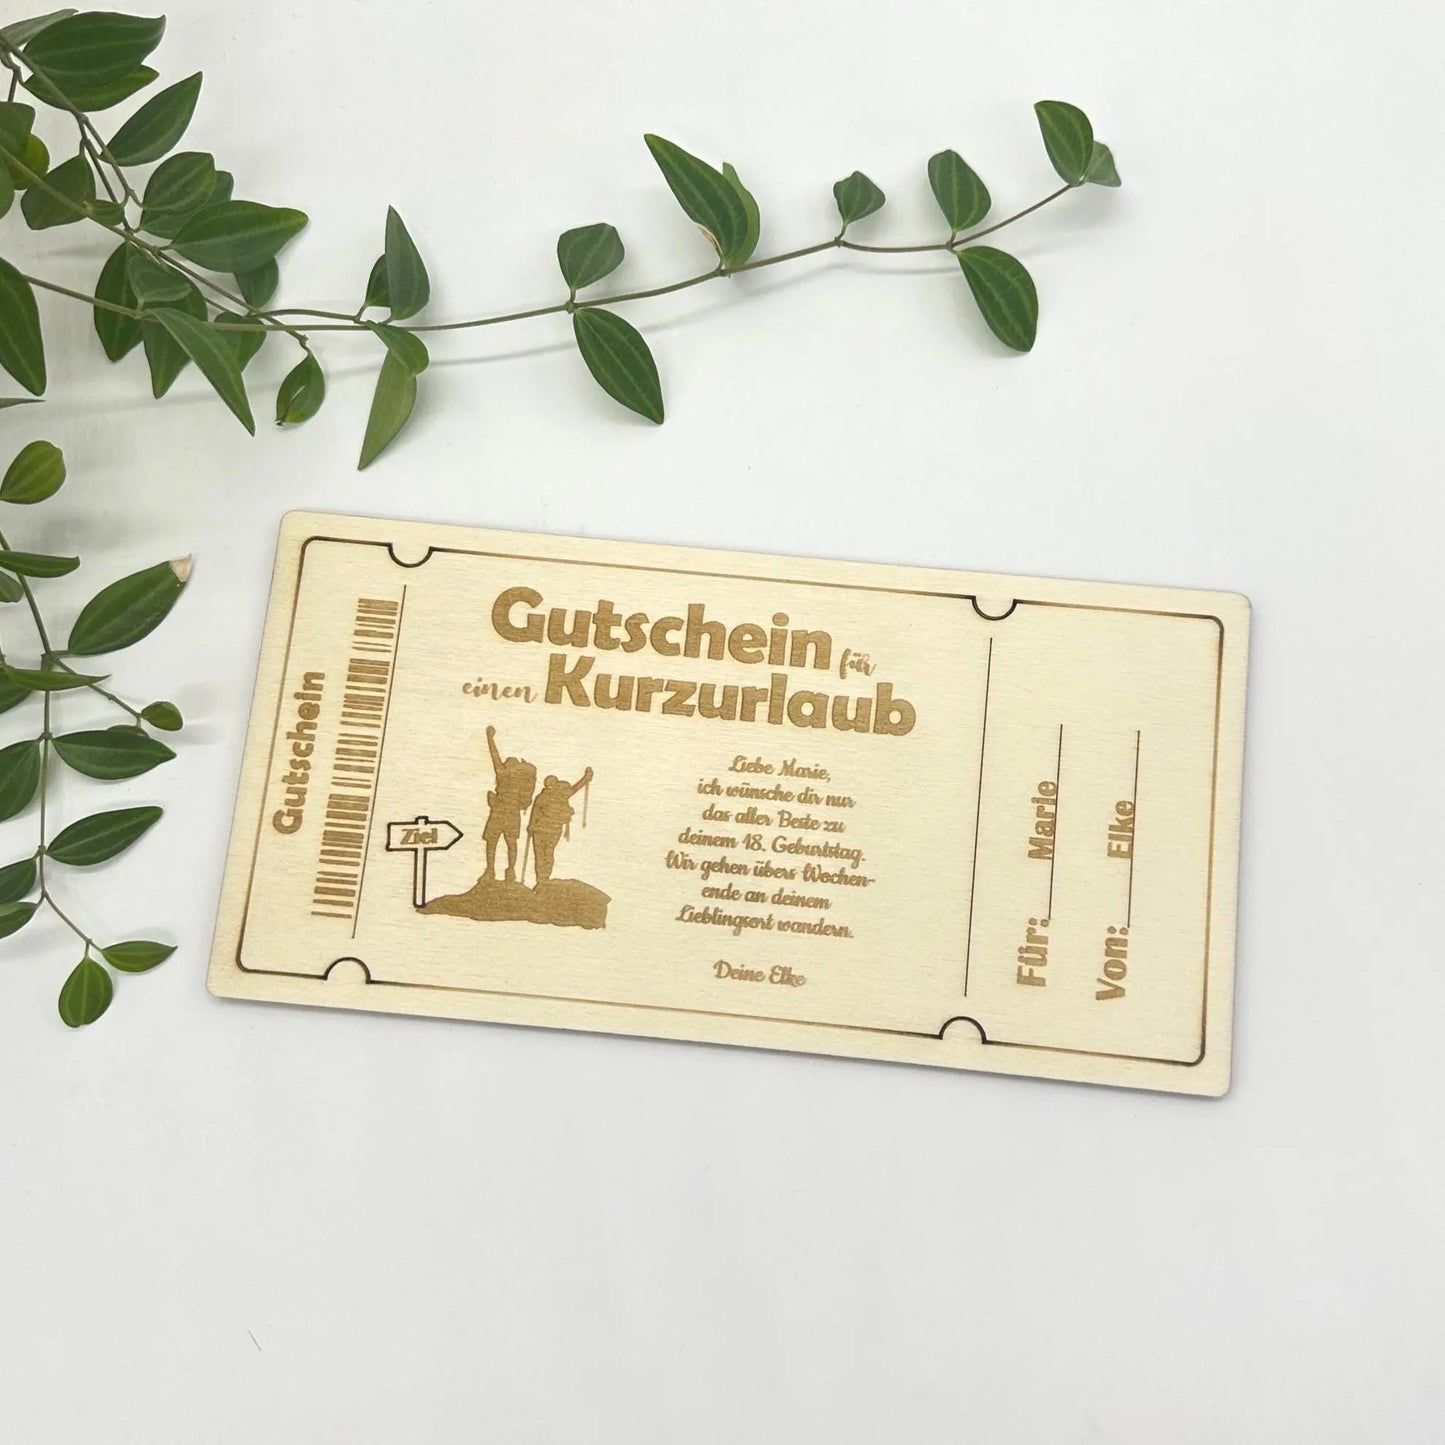 Gutschein
Gutschein für
einen Kurzurlaub
Ziel
Liebe Marie,
ich wünsche dir nur
das aller Beste zu
deinem 18. Geburtstag.
Wir gehen übers Wochen-
ende an deinem
Lieblingsort wandern.
Deine Elke
Für: Marie
Von: Elke